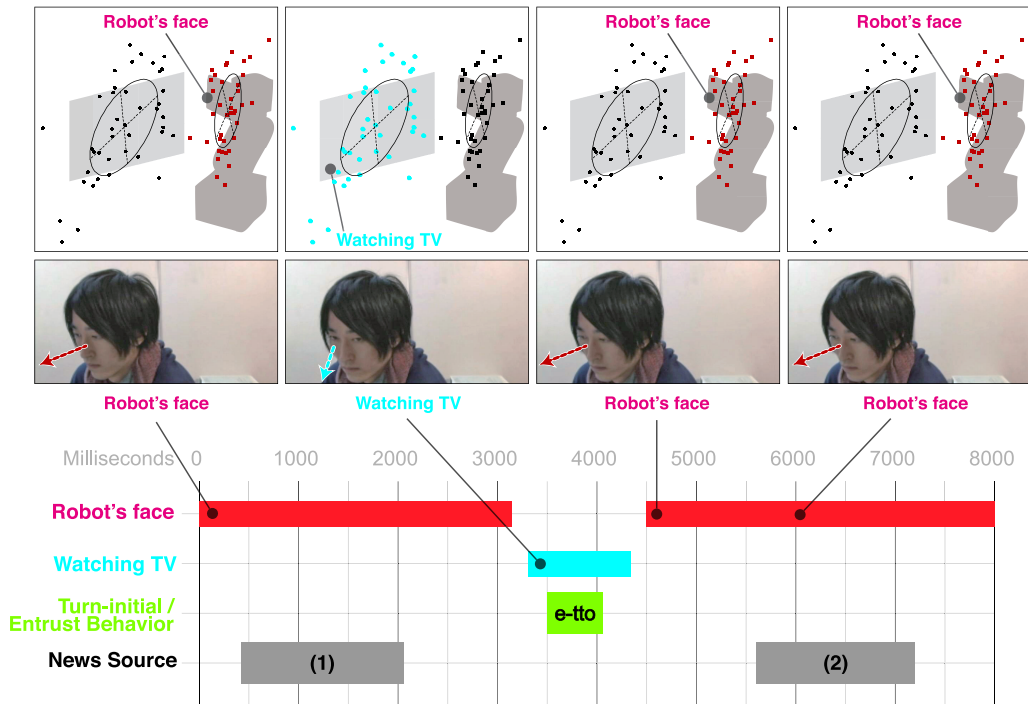 Robot's face
Robot's face
Robot's face
Watching TV
Robot's face
Watching TV
Robot's face
Robot's face
Milliseconds 0 1000 2000 3000 4000 5000 6000 7000 8000
Robot's face
Watching TV
Turn-initial /
Entrust Behavior
e-tto
News Source
(1)
(2)